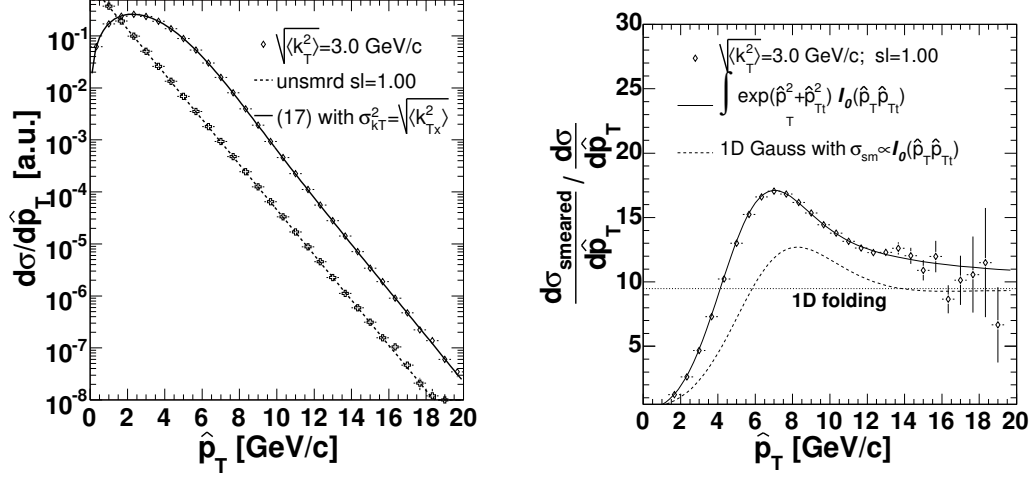 10⁻¹
10⁻²
10⁻³
10⁻⁴
10⁻⁵
10⁻⁶
10⁻⁷
10⁻⁸
dσ/dp̂_T [a.u.]
√⟨k²_T⟩=3.0 GeV/c
unsmrd sl=1.00
(17) with σ²_kT=√⟨k²_Tx⟩
0 2 4 6 8 10 12 14 16 18 20
p̂_T [GeV/c]
30
25
20
15
10
5
dσ_smeared/dp̂_T / dσ/dp̂_T
√⟨k²_T⟩=3.0 GeV/c; sl=1.00
∫ exp(p̂²_T+p̂²_Tt) I₀(p̂_T p̂_Tt)
1D Gauss with σ_sm∝I₀(p̂_T p̂_Tt)
1D folding
0 2 4 6 8 10 12 14 16 18 20
p̂_T [GeV/c]